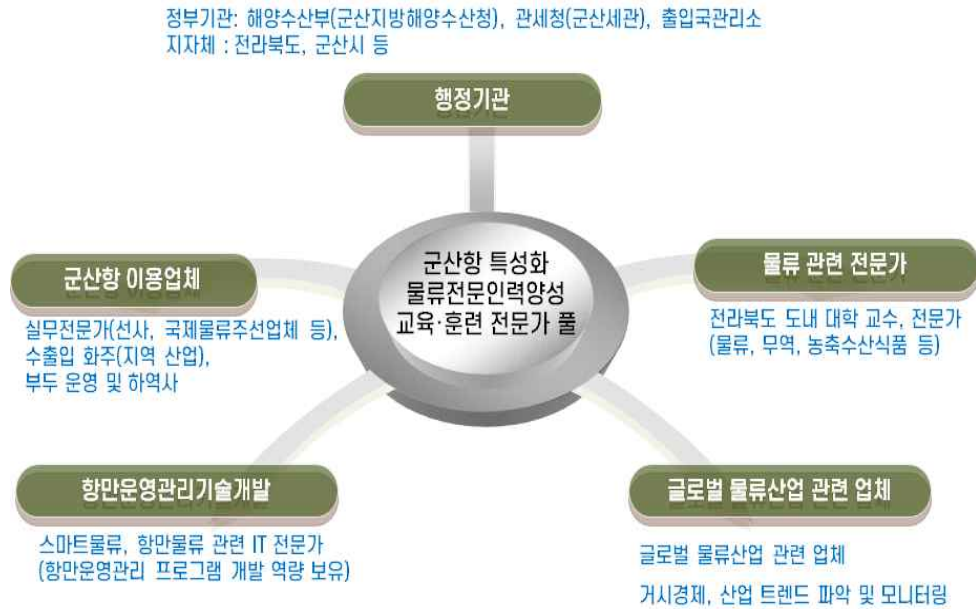 정부기관: 해양수산부(군산지방해양수산청), 관세청(군산세관), 출입국관리소
지자체 : 전라북도, 군산시 등
행정기관
군산항 특성화
물류전문인력양성
교육·훈련 전문가 풀
군산항 이용업체
실무전문가(선사, 국제물류주선업체 등),
수출입 화주(지역 산업),
부두 운영 및 하역사
물류 관련 전문가
전라북도 도내 대학 교수, 전문가
(물류, 무역, 농축수산식품 등)
항만운영관리기술개발
스마트물류, 항만물류 관련 IT 전문가
(항만운영관리 프로그램 개발 역량 보유)
글로벌 물류산업 관련 업체
글로벌 물류산업 관련 업체
거시경제, 산업 트렌드 파악 및 모니터링